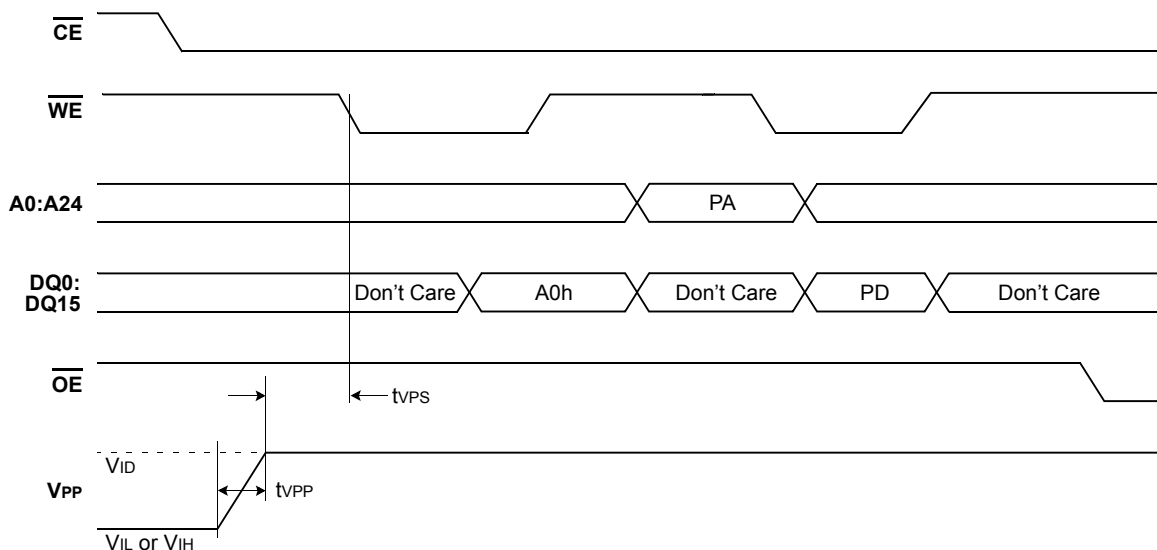 CE
WE
A0:A24
PA
DQ0:
DQ15
Don't Care
A0h
Don't Care
PD
Don't Care
OE
tVPS
VID
VPP
tVPP
VIL or VIH